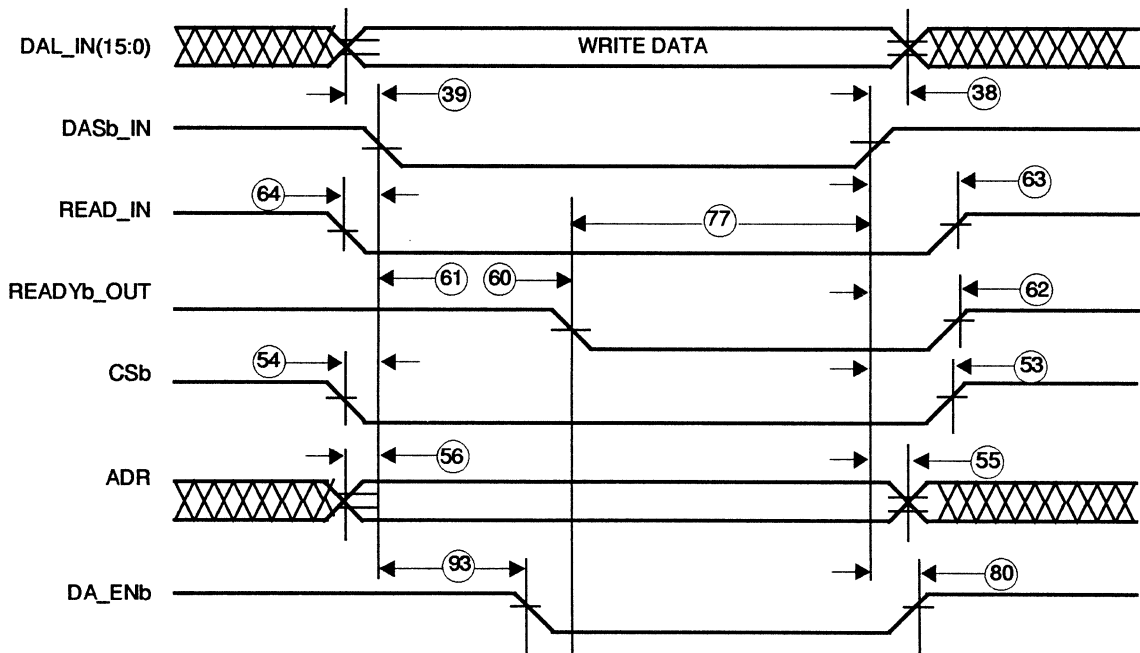 DAL_IN(15:0) WRITE DATA
39 38
DASb_IN
64 63
READ_IN 77
61 60 62
READYb_OUT
54 53
CSb
56 55
ADR
93 80
DA_ENb